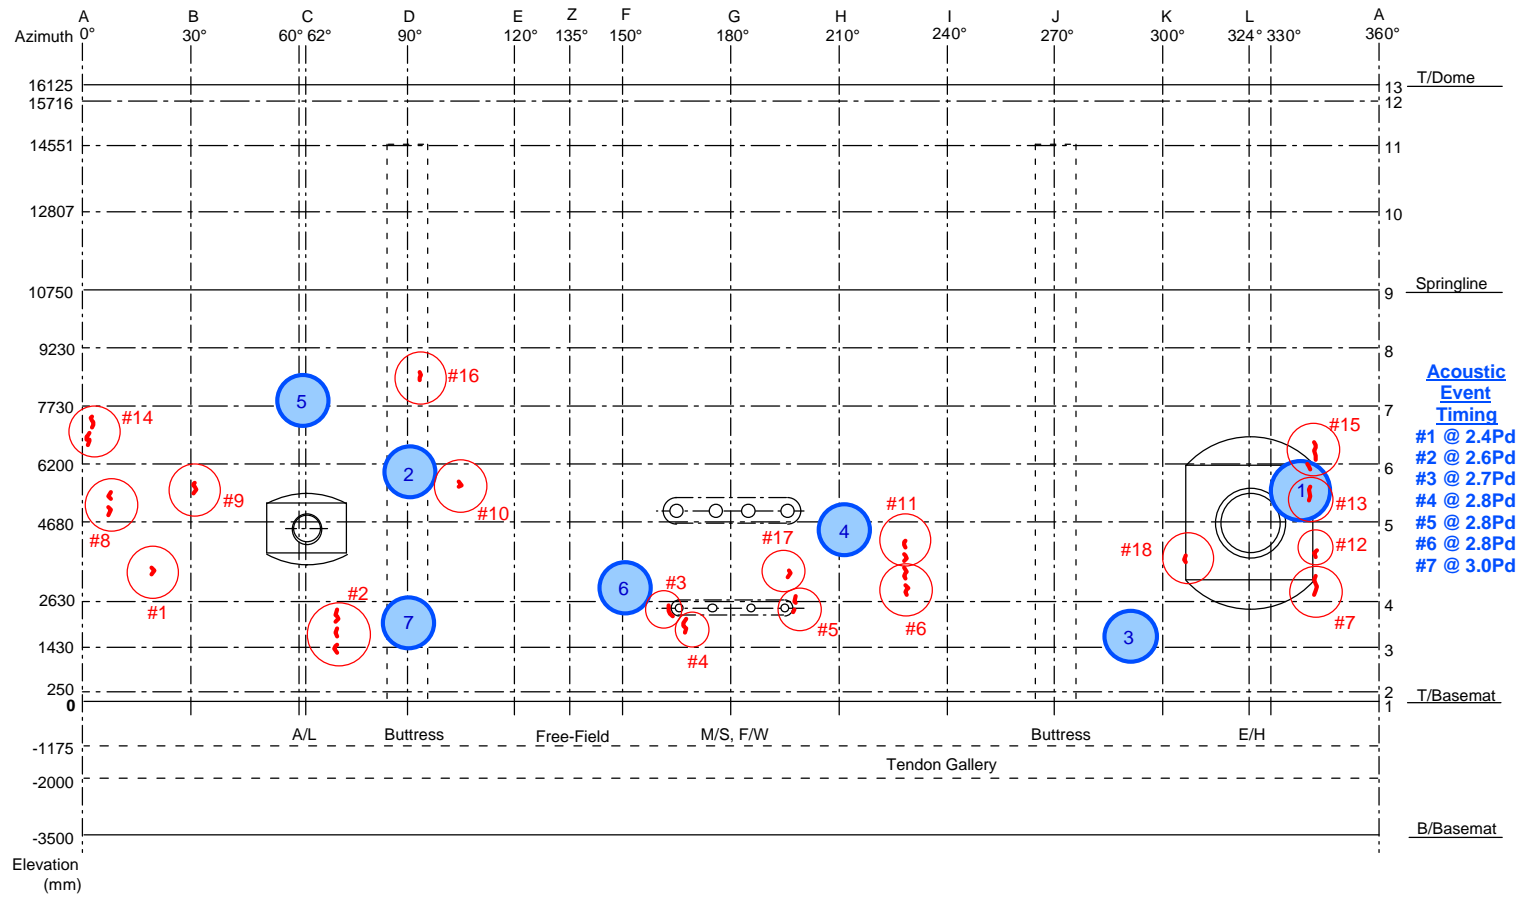 A B C D E Z F G H I J K L A
Azimuth 0° 30° 60° 62° 90° 120° 135° 150° 180° 210° 240° 270° 300° 324° 330° 360°
16125 13 T/Dome
15716 12
14551 11
12807 10
10750 9 Springline
9230 8
7730 7
6200 6
4680 5
2630 4
1430 3
250 2 T/Basemat
0 1
A/L Buttress Free-Field M/S, F/W Buttress E/H
-1175
Tendon Gallery
-2000
-3500 B/Basemat
Elevation
(mm)
#16
5
#14
#15
2
1
#9
#10
#13
#8
#11
4
#17
#18
#12
#1
6
#3
#2
#5
#6
#7
7
3
#4
Acoustic
Event
Timing
#1 @ 2.4Pd
#2 @ 2.6Pd
#3 @ 2.7Pd
#4 @ 2.8Pd
#5 @ 2.8Pd
#6 @ 2.8Pd
#7 @ 3.0Pd